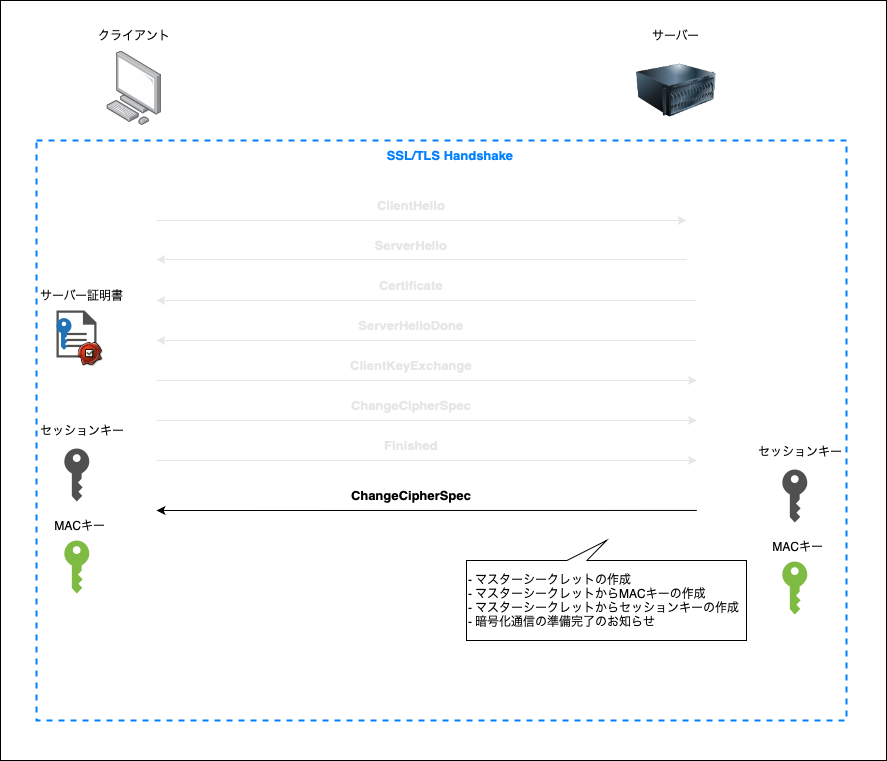 クライアント
サーバー
SSL/TLS Handshake
ClientHello
ServerHello
Certificate
サーバー証明書
ServerHelloDone
ClientKeyExchange
ChangeCipherSpec
セッションキー
Finished
セッションキー
ChangeCipherSpec
MACキー
MACキー
- マスターシークレットの作成
- マスターシークレットからMACキーの作成
- マスターシークレットからセッションキーの作成
- 暗号化通信の準備完了のお知らせ